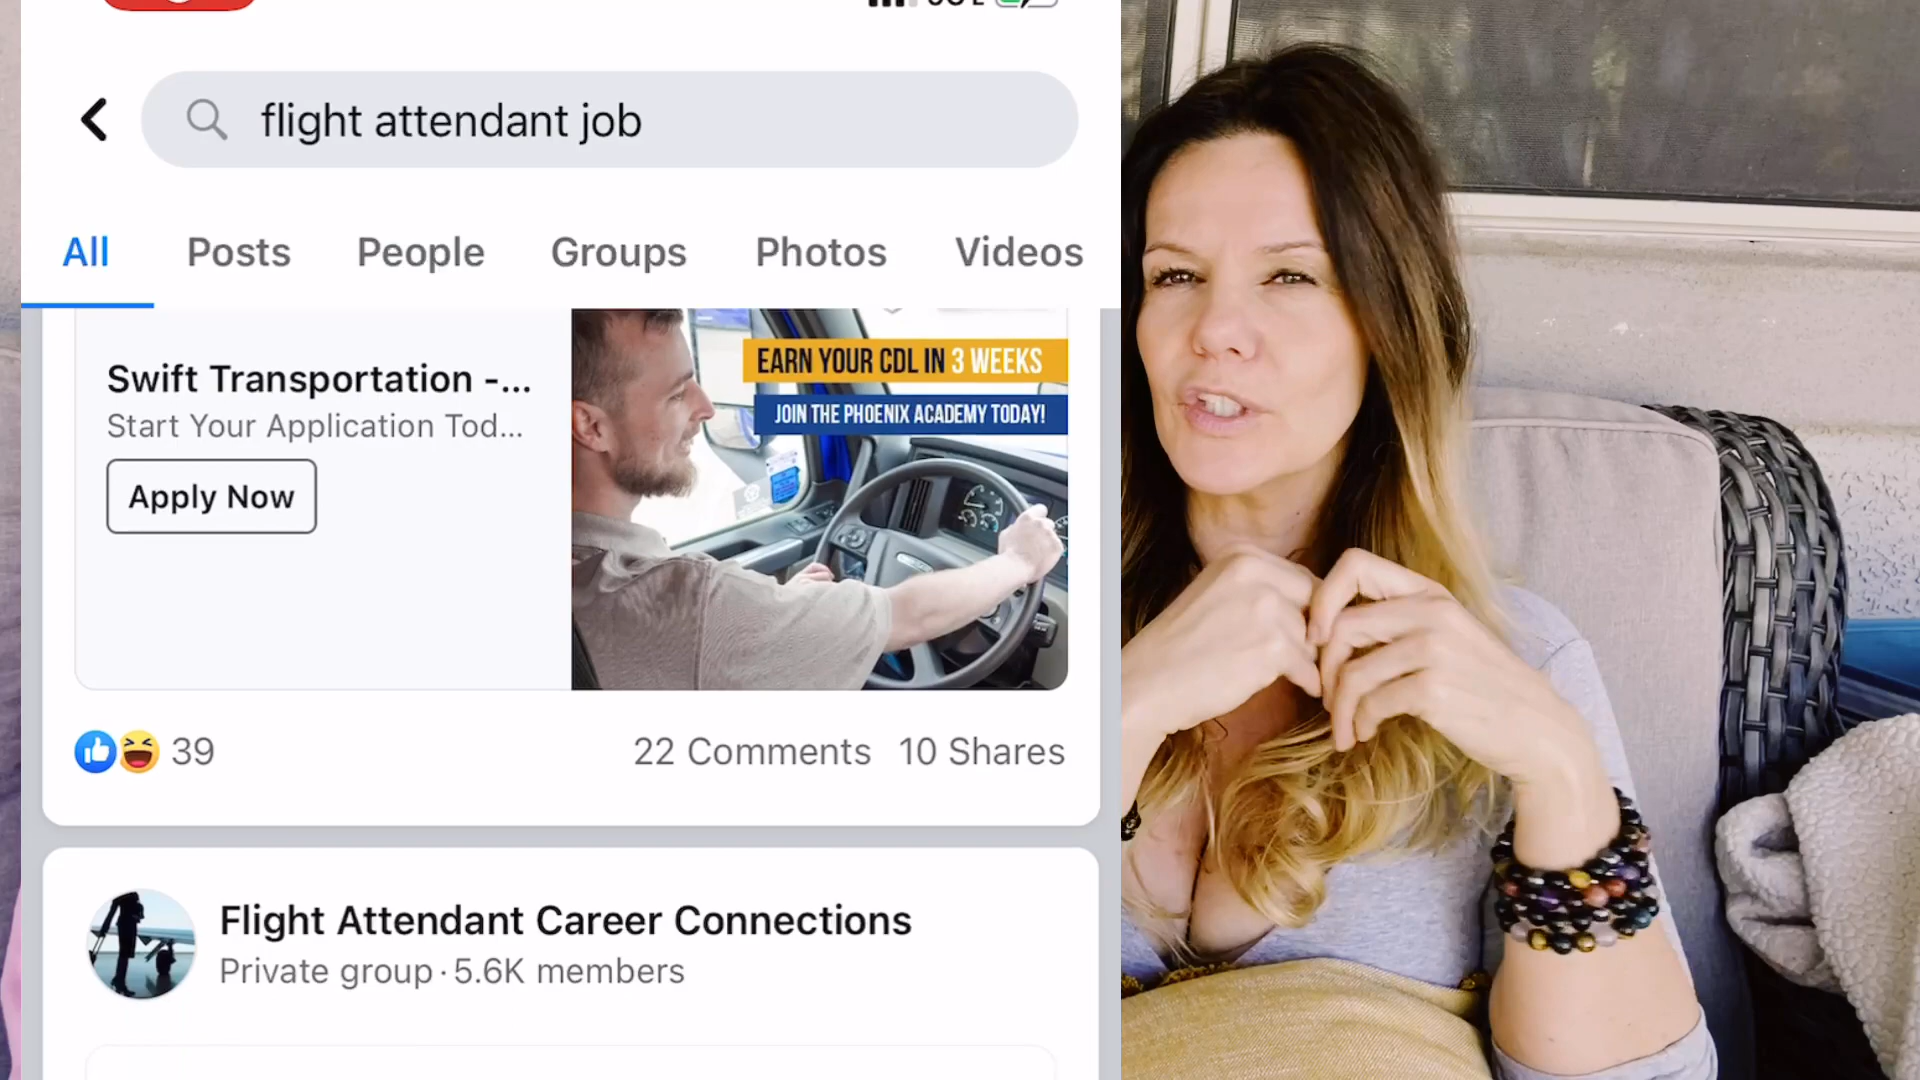 flight attendant job
All Posts People Groups Photos Videos
Swift Transportation -...
Start Your Application Tod...
Apply Now
EARN YOUR CDL IN 3 WEEKS
JOIN THE PHOENIX ACADEMY TODAY!
39
22 Comments 10 Shares
Flight Attendant Career Connections
Private group · 5.6K members